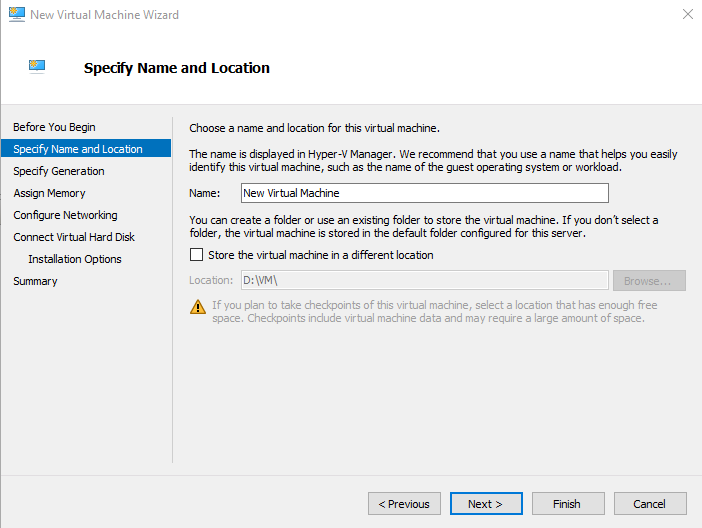 New Virtual Machine Wizard
Specify Name and Location
Before You Begin
Specify Name and Location
Specify Generation
Assign Memory
Configure Networking
Connect Virtual Hard Disk
Installation Options
Summary
Choose a name and location for this virtual machine.
The name is displayed in Hyper-V Manager. We recommend that you use a name that helps you easily
identify this virtual machine, such as the name of the guest operating system or workload.
Name: New Virtual Machine
You can create a folder or use an existing folder to store the virtual machine. If you don't select a
folder, the virtual machine is stored in the default folder configured for this server.
Store the virtual machine in a different location
Location: D:\VM\ Browse...
If you plan to take checkpoints of this virtual machine, select a location that has enough free
space. Checkpoints include virtual machine data and may require a large amount of space.
< Previous Next > Finish Cancel